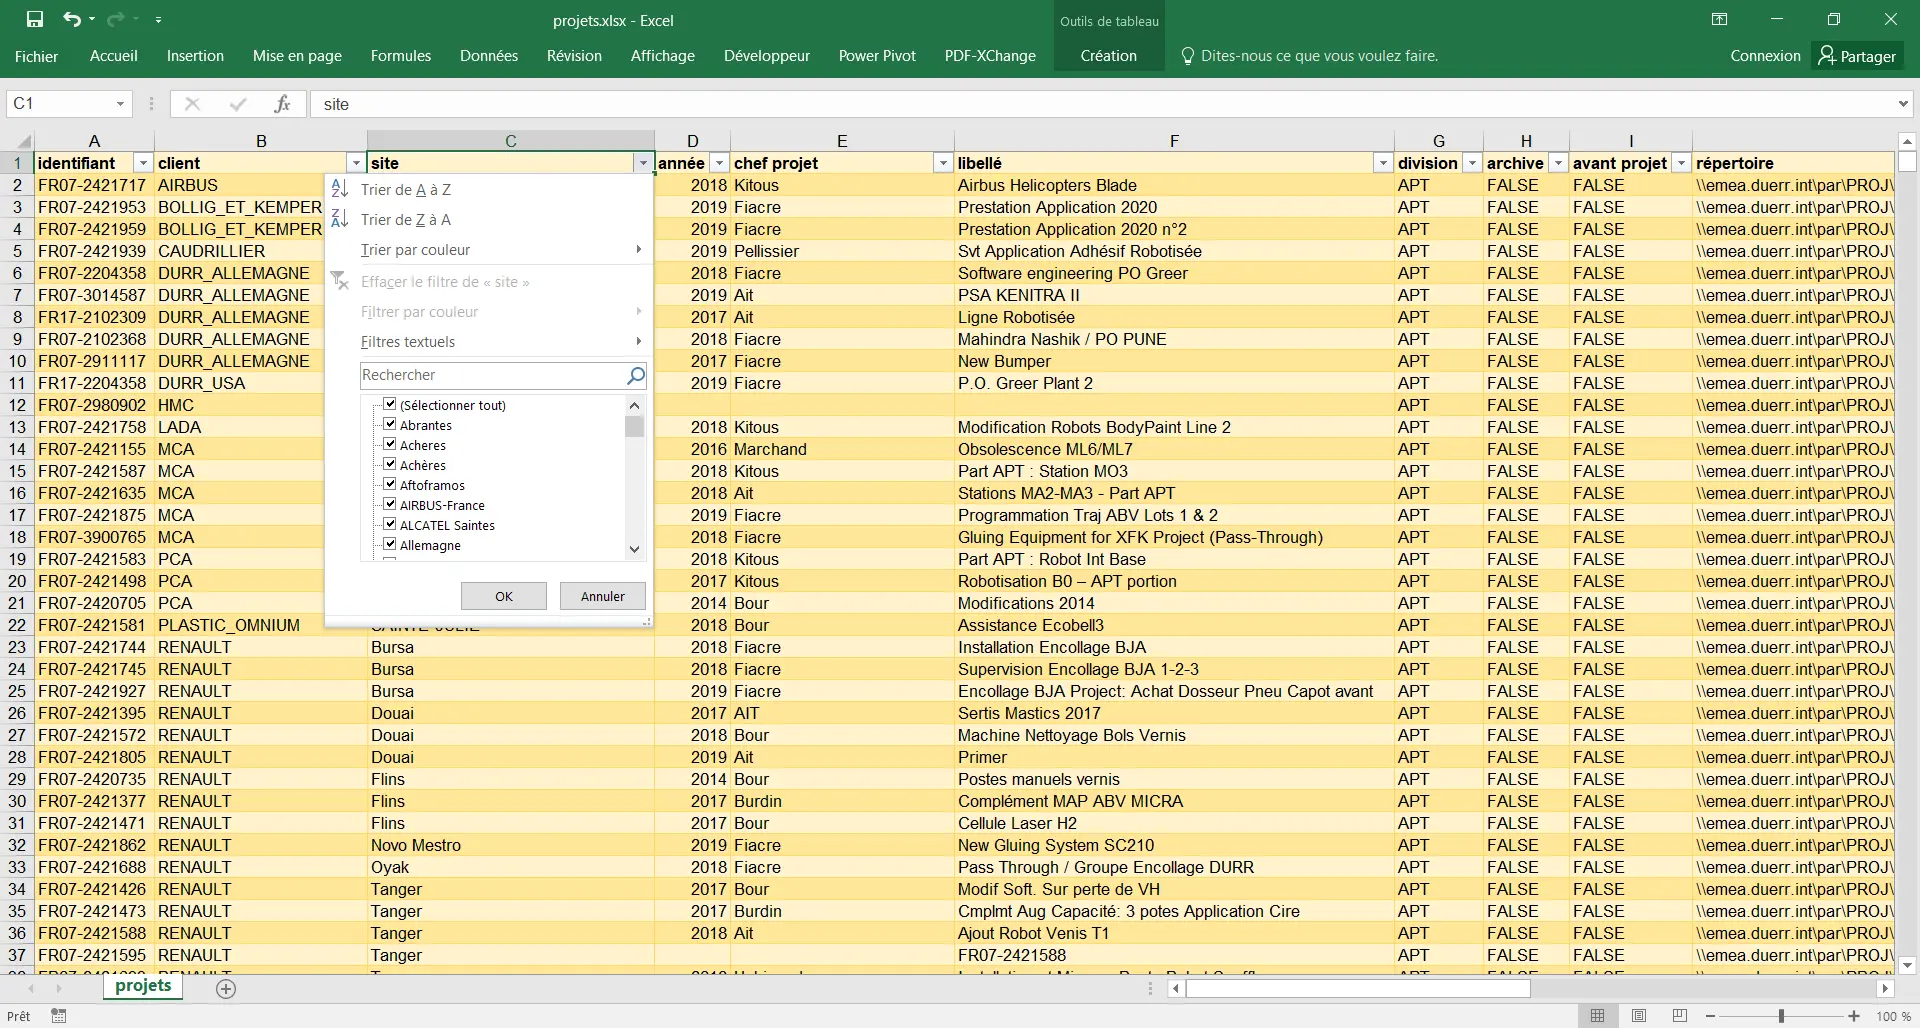 projets.xlsx - Excel
Outils de tableau
Fichier Accueil Insertion Mise en page Formules Données Révision Affichage Développeur Power Pivot PDF-XChange Création Dites-nous ce que vous voulez faire. Connexion Partager
C1 fx site
A B C D E F G H I
1 identifiant client site année chef projet libellé division archive avant projet répertoire
2 FR07-2421717 AIRBUS 2018 Kitous Airbus Helicopters Blade APT FALSE FALSE \\emea.duerr.int\par\PROJ\
3 FR07-2421953 BOLLIG_ET_KEMPER 2019 Fiacre Prestation Application 2020 APT FALSE FALSE \\emea.duerr.int\par\PROJ\
4 FR07-2421959 BOLLIG_ET_KEMPER 2019 Fiacre Prestation Application 2020 n°2 APT FALSE FALSE \\emea.duerr.int\par\PROJ\
5 FR07-2421939 CAUDRILLIER 2019 Pellissier Svt Application Adhésif Robotisée APT FALSE FALSE \\emea.duerr.int\par\PROJ\
6 FR07-2204358 DURR_ALLEMAGNE 2018 Fiacre Software engineering PO Greer APT FALSE FALSE \\emea.duerr.int\par\PROJ\
7 FR07-3014587 DURR_ALLEMAGNE 2019 Ait PSA KENITRA II APT FALSE FALSE \\emea.duerr.int\par\PROJ\
8 FR17-2102309 DURR_ALLEMAGNE 2017 Ait Ligne Robotisée APT FALSE FALSE \\emea.duerr.int\par\PROJ\
9 FR07-2102368 DURR_ALLEMAGNE 2018 Fiacre Mahindra Nashik / PO PUNE APT FALSE FALSE \\emea.duerr.int\par\PROJ\
10 FR07-2911117 DURR_ALLEMAGNE 2017 Fiacre New Bumper APT FALSE FALSE \\emea.duerr.int\par\PROJ\
11 FR17-2204358 DURR_USA 2019 Fiacre P.O. Greer Plant 2 APT FALSE FALSE \\emea.duerr.int\par\PROJ\
12 FR07-2980902 HMC APT FALSE FALSE \\emea.duerr.int\par\PROJ\
13 FR07-2421758 LADA 2018 Kitous Modification Robots BodyPaint Line 2 APT FALSE FALSE \\emea.duerr.int\par\PROJ\
14 FR07-2421155 MCA 2016 Marchand Obsolescence ML6/ML7 APT FALSE FALSE \\emea.duerr.int\par\PROJ\
15 FR07-2421587 MCA 2018 Kitous Part APT : Station MO3 APT FALSE FALSE \\emea.duerr.int\par\PROJ\
16 FR07-2421635 MCA 2018 Ait Stations MA2-MA3 - Part APT APT FALSE FALSE \\emea.duerr.int\par\PROJ\
17 FR07-2421875 MCA 2019 Fiacre Programmation Traj ABV Lots 1 & 2 APT FALSE FALSE \\emea.duerr.int\par\PROJ\
18 FR07-3900765 MCA 2018 Fiacre Gluing Equipment for XFK Project (Pass-Through) APT FALSE FALSE \\emea.duerr.int\par\PROJ\
19 FR07-2421583 PCA 2018 Kitous Part APT : Robot Int Base APT FALSE FALSE \\emea.duerr.int\par\PROJ\
20 FR07-2421498 PCA 2017 Kitous Robotisation B0 – APT portion APT FALSE FALSE \\emea.duerr.int\par\PROJ\
21 FR07-2420705 PCA 2014 Bour Modifications 2014 APT FALSE FALSE \\emea.duerr.int\par\PROJ\
22 FR07-2421581 PLASTIC_OMNIUM SAINTE-JULIE 2018 Bour Assistance Ecobell3 APT FALSE FALSE \\emea.duerr.int\par\PROJ\
23 FR07-2421744 RENAULT Bursa 2018 Fiacre Installation Encollage BJA APT FALSE FALSE \\emea.duerr.int\par\PROJ\
24 FR07-2421745 RENAULT Bursa 2018 Fiacre Supervision Encollage BJA 1-2-3 APT FALSE FALSE \\emea.duerr.int\par\PROJ\
25 FR07-2421927 RENAULT Bursa 2019 Fiacre Encollage BJA Project: Achat Dosseur Pneu Capot avant APT FALSE FALSE \\emea.duerr.int\par\PROJ\
26 FR07-2421395 RENAULT Douai 2017 AIT Sertis Mastics 2017 APT FALSE FALSE \\emea.duerr.int\par\PROJ\
27 FR07-2421572 RENAULT Douai 2018 Bour Machine Nettoyage Bols Vernis APT FALSE FALSE \\emea.duerr.int\par\PROJ\
28 FR07-2421805 RENAULT Douai 2019 Ait Primer APT FALSE FALSE \\emea.duerr.int\par\PROJ\
29 FR07-2420735 RENAULT Flins 2014 Bour Postes manuels vernis APT FALSE FALSE \\emea.duerr.int\par\PROJ\
30 FR07-2421377 RENAULT Flins 2017 Burdin Complément MAP ABV MICRA APT FALSE FALSE \\emea.duerr.int\par\PROJ\
31 FR07-2421471 RENAULT Flins 2017 Bour Cellule Laser H2 APT FALSE FALSE \\emea.duerr.int\par\PROJ\
32 FR07-2421862 RENAULT Novo Mestro 2019 Fiacre New Gluing System SC210 APT FALSE FALSE \\emea.duerr.int\par\PROJ\
33 FR07-2421688 RENAULT Oyak 2018 Fiacre Pass Through / Groupe Encollage DURR APT FALSE FALSE \\emea.duerr.int\par\PROJ\
34 FR07-2421426 RENAULT Tanger 2017 Bour Modif Soft. Sur perte de VH APT FALSE FALSE \\emea.duerr.int\par\PROJ\
35 FR07-2421473 RENAULT Tanger 2017 Burdin Cmplmt Aug Capacité: 3 potes Application Cire APT FALSE FALSE \\emea.duerr.int\par\PROJ\
36 FR07-2421588 RENAULT Tanger 2018 Ait Ajout Robot Venis T1 APT FALSE FALSE \\emea.duerr.int\par\PROJ\
37 FR07-2421595 RENAULT Tanger FR07-2421588 APT FALSE FALSE \\emea.duerr.int\par\PROJ\
Trier de A à Z
Trier de Z à A
Trier par couleur
Effacer le filtre de « site »
Filtrer par couleur
Filtres textuels
Rechercher
(Sélectionner tout)
Abrantes
Acheres
Achères
Aftoframos
AIRBUS-France
ALCATEL Saintes
Allemagne
OK Annuler
projets
Prêt 100 %